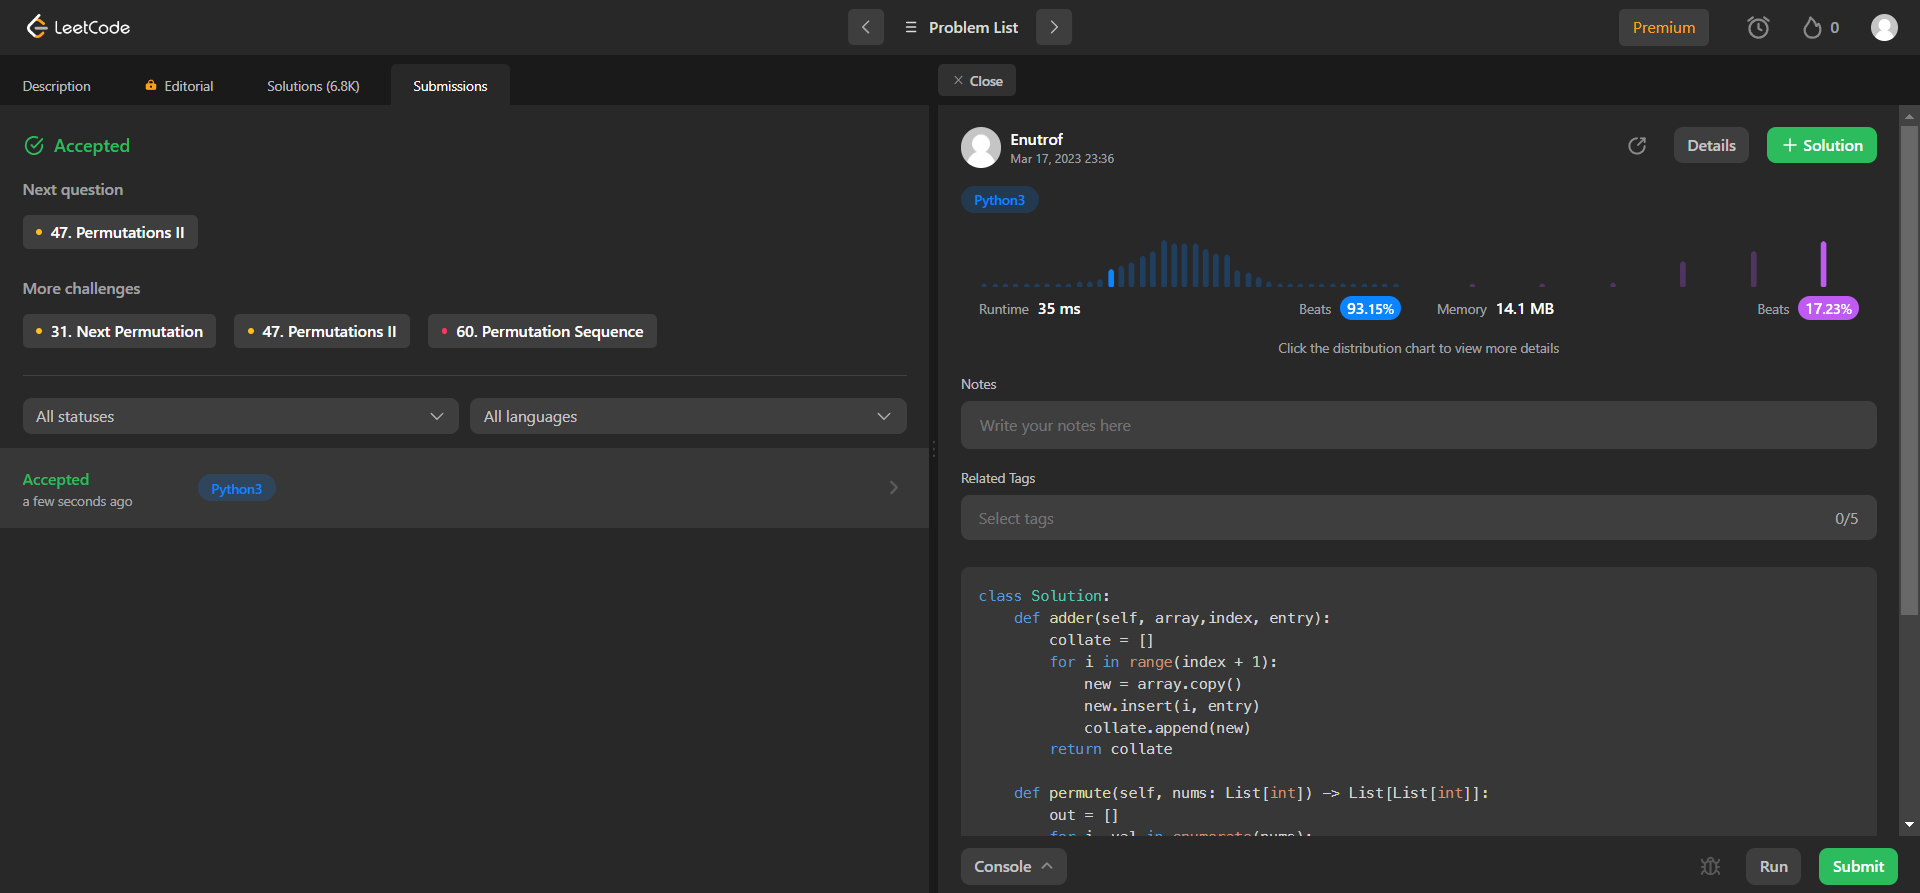 LeetCode
Problem List
Premium
0
Description
Editorial
Solutions (6.8K)
Submissions
Close
Accepted
Next question
47. Permutations II
More challenges
31. Next Permutation
47. Permutations II
60. Permutation Sequence
All statuses
All languages
Accepted
a few seconds ago
Python3
Enutrof
Mar 17, 2023 23:36
Details
+ Solution
Python3
Runtime 35 ms
Beats 93.15%
Memory 14.1 MB
Beats 17.23%
Click the distribution chart to view more details
Notes
Write your notes here
Related Tags
Select tags
0/5
class Solution:
    def adder(self, array,index, entry):
        collate = []
        for i in range(index + 1):
            new = array.copy()
            new.insert(i, entry)
            collate.append(new)
        return collate
    def permute(self, nums: List[int]) -> List[List[int]]:
        out = []
        for i, val in enumerate(nums):
Console
Run
Submit